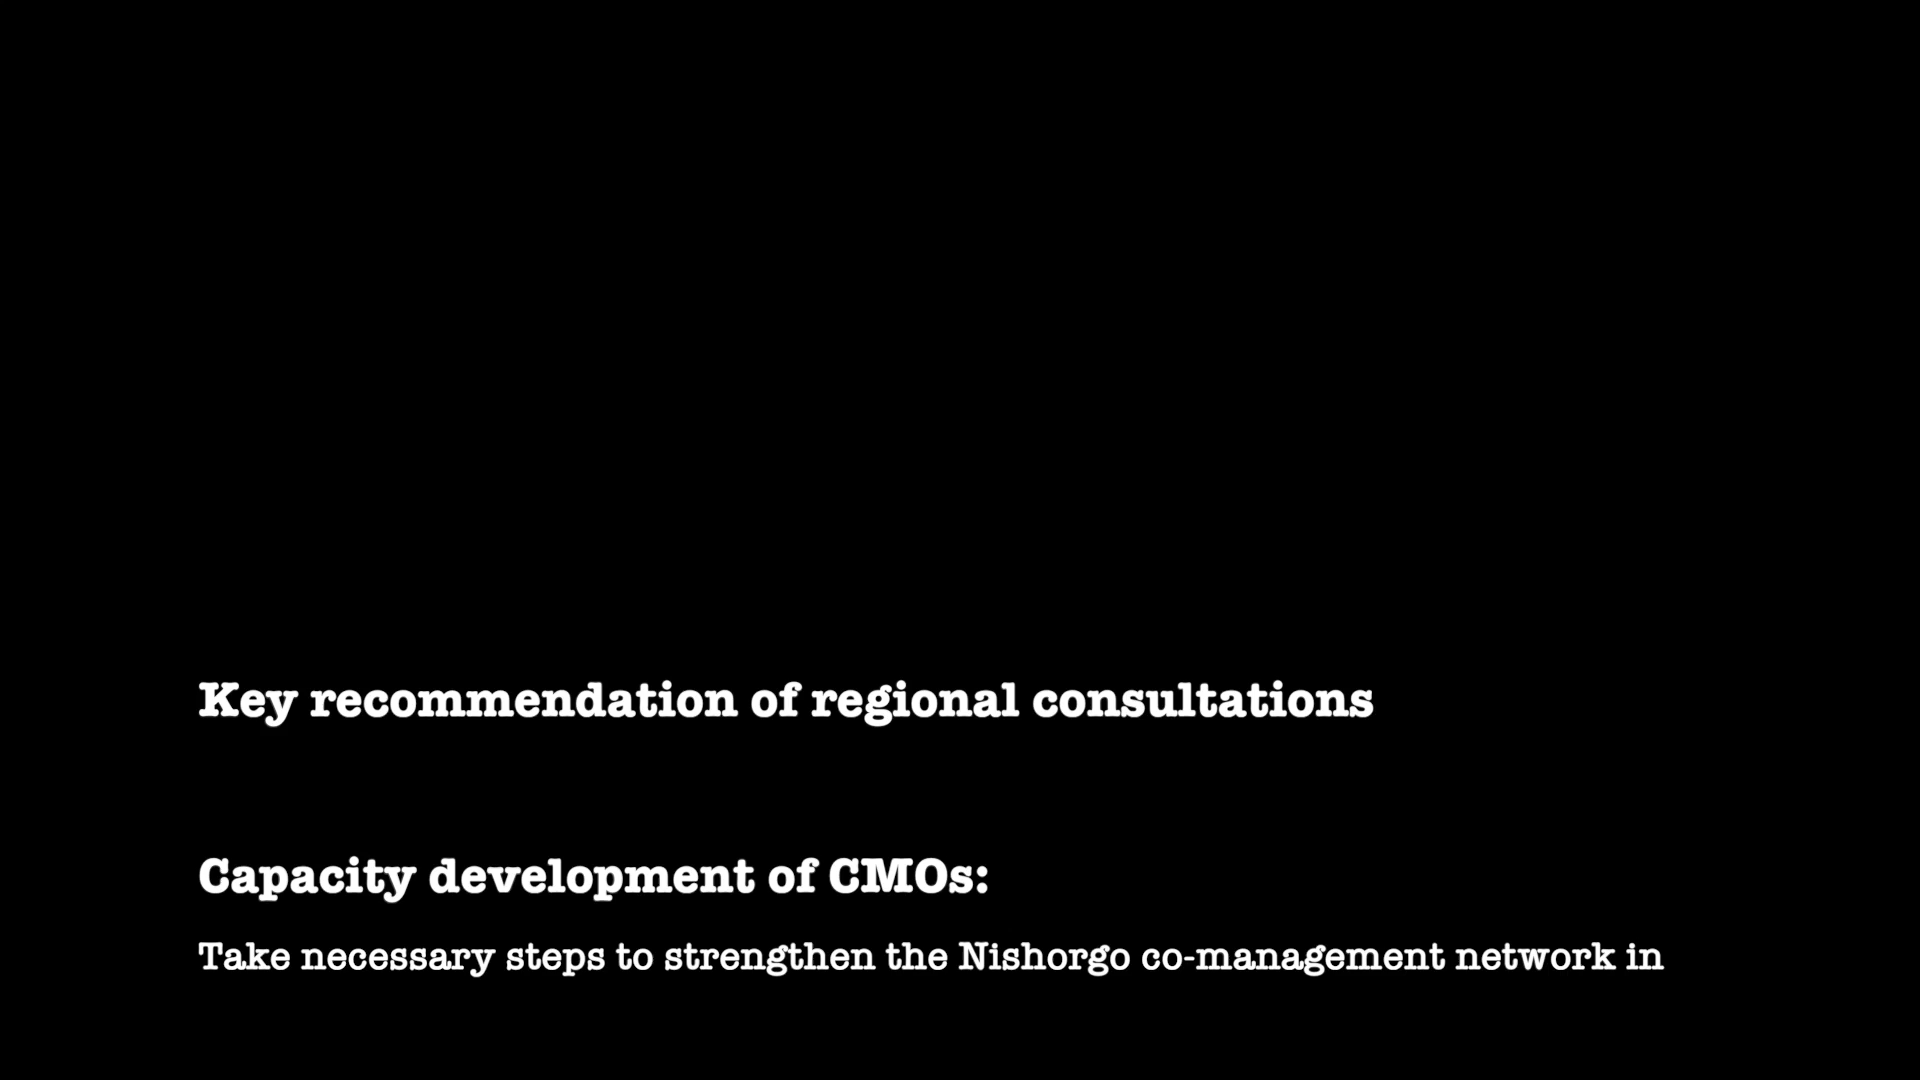 Key recommendation of regional consultations
Capacity development of CMOs:
Take necessary steps to strengthen the Nishorgo co-management network in